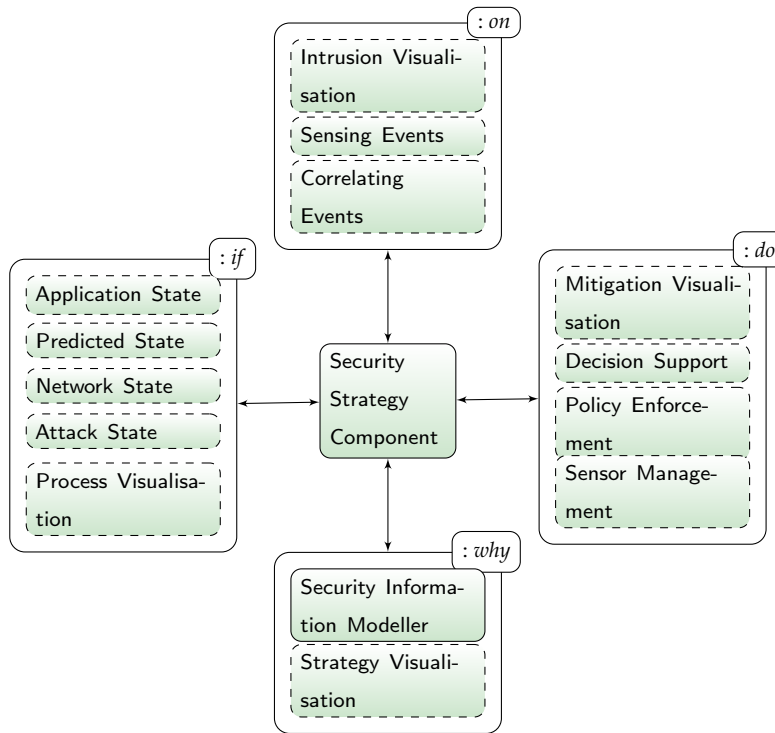 : on
Intrusion Visuali-
sation
Sensing Events
Correlating
Events
: if
Application State
Predicted State
Network State
Attack State
Process Visualisa-
tion
Security
Strategy
Component
: do
Mitigation Visuali-
sation
Decision Support
Policy Enforce-
ment
Sensor Manage-
ment
: why
Security Informa-
tion Modeller
Strategy Visuali-
sation